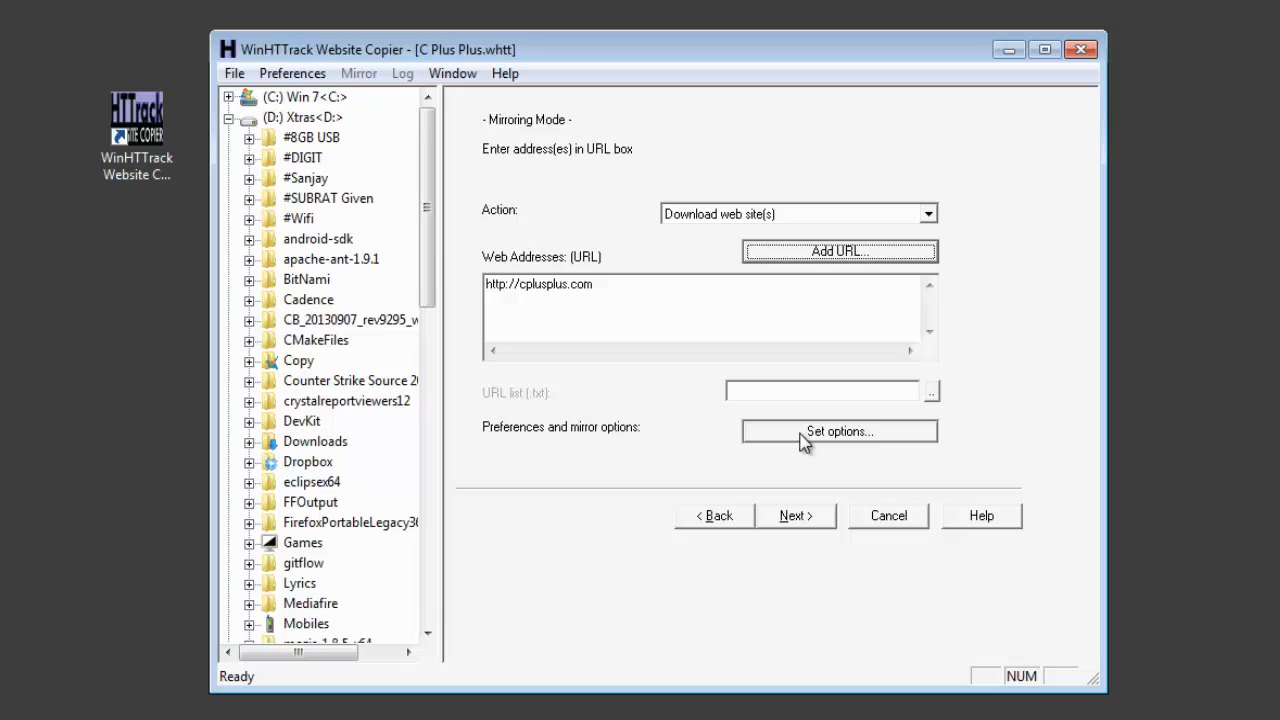 WinHTTrack Website Copier - [C Plus Plus.whtt]
File Preferences Mirror Log Window Help
HTTrack
SITE COPIER
WinHTTrack
Website C...
(C:) Win 7<C:>
(D:) Xtras<D:>
#8GB USB
#DIGIT
#Sanjay
#SUBRAT Given
#Wifi
android-sdk
apache-ant-1.9.1
BitNami
Cadence
CB_20130907_rev9295_w
CMakeFiles
Copy
Counter Strike Source 2
crystalreportviewers12
DevKit
Downloads
Dropbox
eclipsex64
FFOutput
FirefoxPortableLegacy36
Games
gitflow
Lyrics
Mediafire
Mobiles
- Mirroring Mode -
Enter address(es) in URL box
Action:
Download web site(s)
Web Addresses: (URL)
Add URL...
http://cplusplus.com
URL list (.txt):
..
Preferences and mirror options:
Set options...
< Back
Next >
Cancel
Help
Ready
NUM